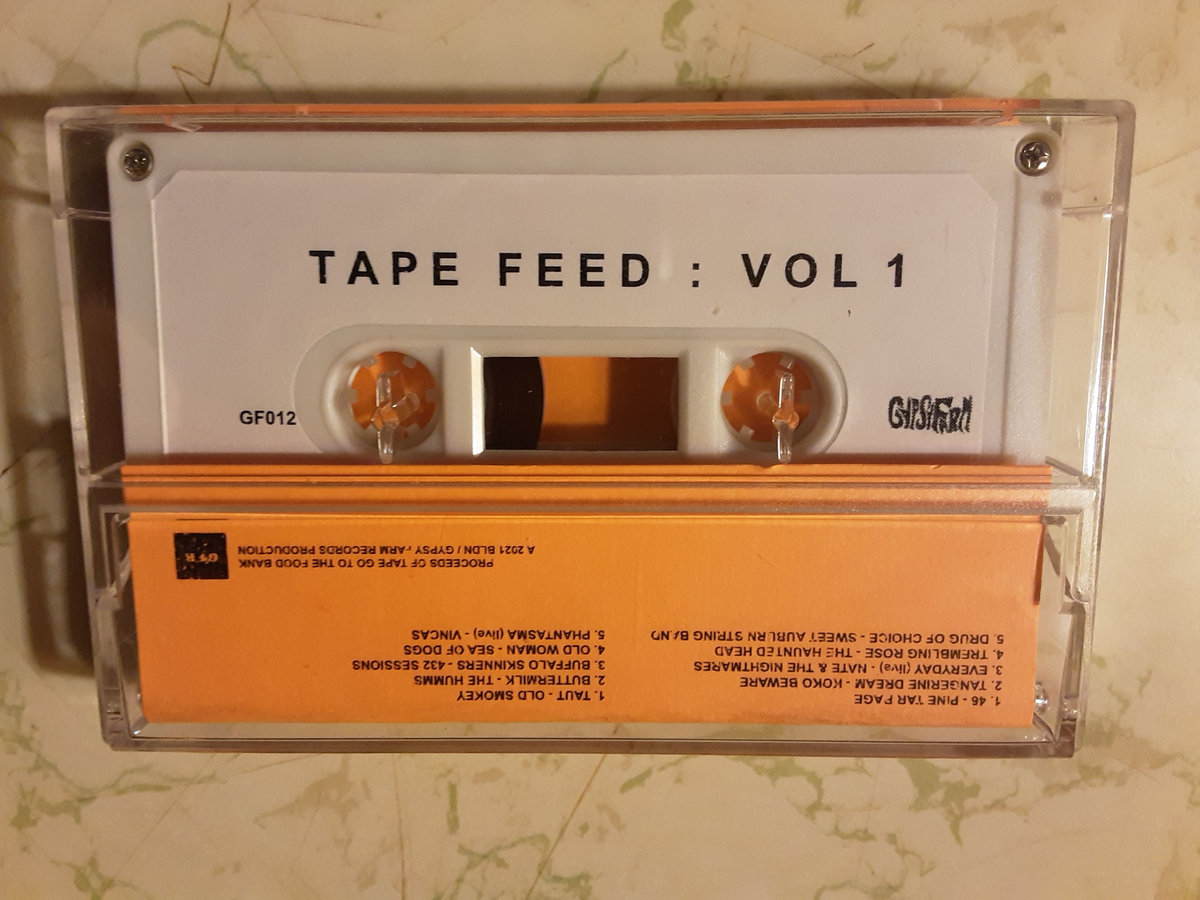 TAPE FEED : VOL 1
GF012
GYPSYFARM
1. 46 - PINE TAR RAGE
2. TANGERINE DREAM - KOKO BEWARE
3. EVERYDAY (live) - NATE & THE NIGHTMARES
4. TREMBLING ROSE - THE HAUNTED HEAD
5. DRUG OF CHOICE - SWEET AUBURN STRING BAND
1. TAUT - OLD SMOKEY
2. BUTTERMILK - THE HUMMS
3. BUFFALO SKINNERS - 432 SESSIONS
4. OLD WOMAN - SEA OF DOGS
5. PHANTASMA (live) - VINCAS
PROCEEDS OF TAPE GO TO THE FOOD BANK
A 2021 BLDN / GYPSY FARM RECORDS PRODUCTION
GFR